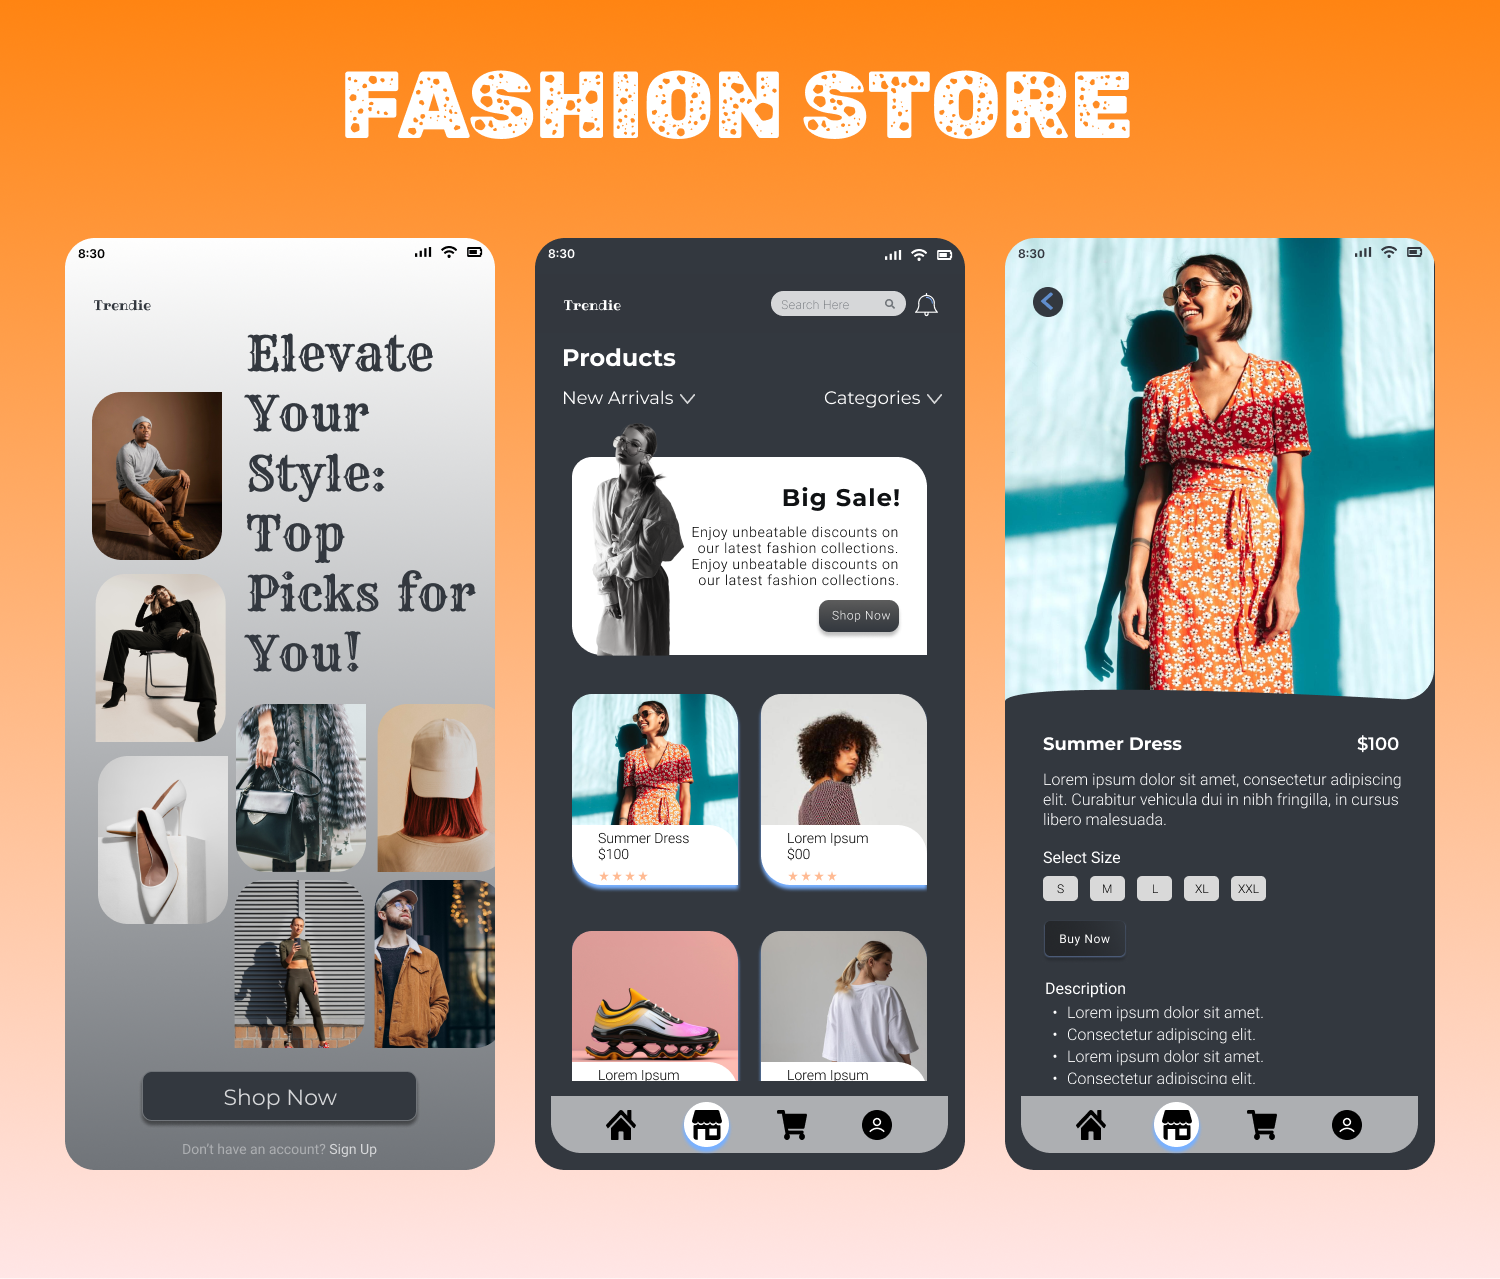 FASHION STORE
8:30
Trendie
Elevate
Your
Style:
Top
Picks for
You!
Shop Now
Don't have an account? Sign Up
8:30
Trendie
Search Here
Products
New Arrivals
Categories
Big Sale!
Enjoy unbeatable discounts on
our latest fashion collections.
Enjoy unbeatable discounts on
our latest fashion collections.
Shop Now
Summer Dress
$100
Lorem Ipsum
$00
Lorem Ipsum
Lorem Ipsum
8:30
Summer Dress
$100
Lorem ipsum dolor sit amet, consectetur adipiscing
elit. Curabitur vehicula dui in nibh fringilla, in cursus
libero malesuada.
Select Size
S M L XL XXL
Buy Now
Description
• Lorem ipsum dolor sit amet.
• Consectetur adipiscing elit.
• Lorem ipsum dolor sit amet.
• Consectetur adipiscing elit.